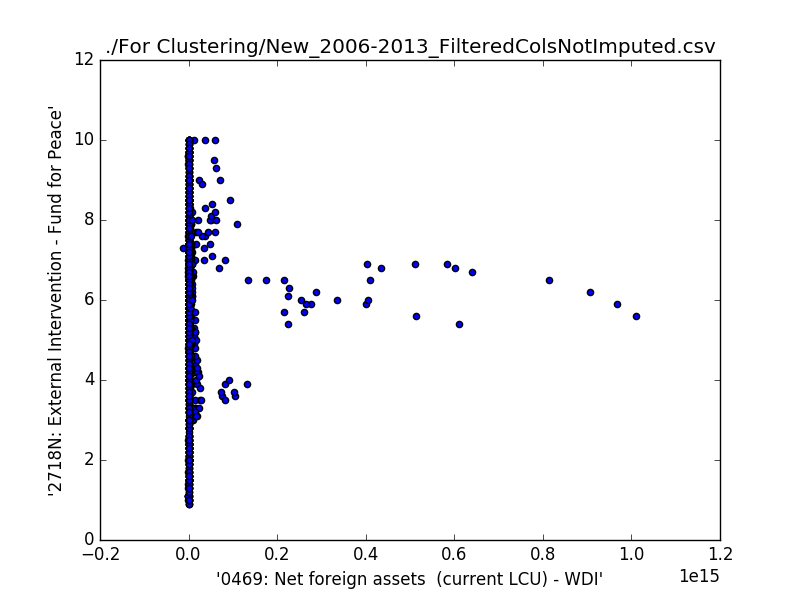 ./For Clustering/New_2006-2013_FilteredColsNotImputed.csv
'2718N: External Intervention - Fund for Peace'
12
10
8
6
4
2
0
−0.2 0.0 0.2 0.4 0.6 0.8 1.0 1.2
1e15
'0469: Net foreign assets  (current LCU) - WDI'